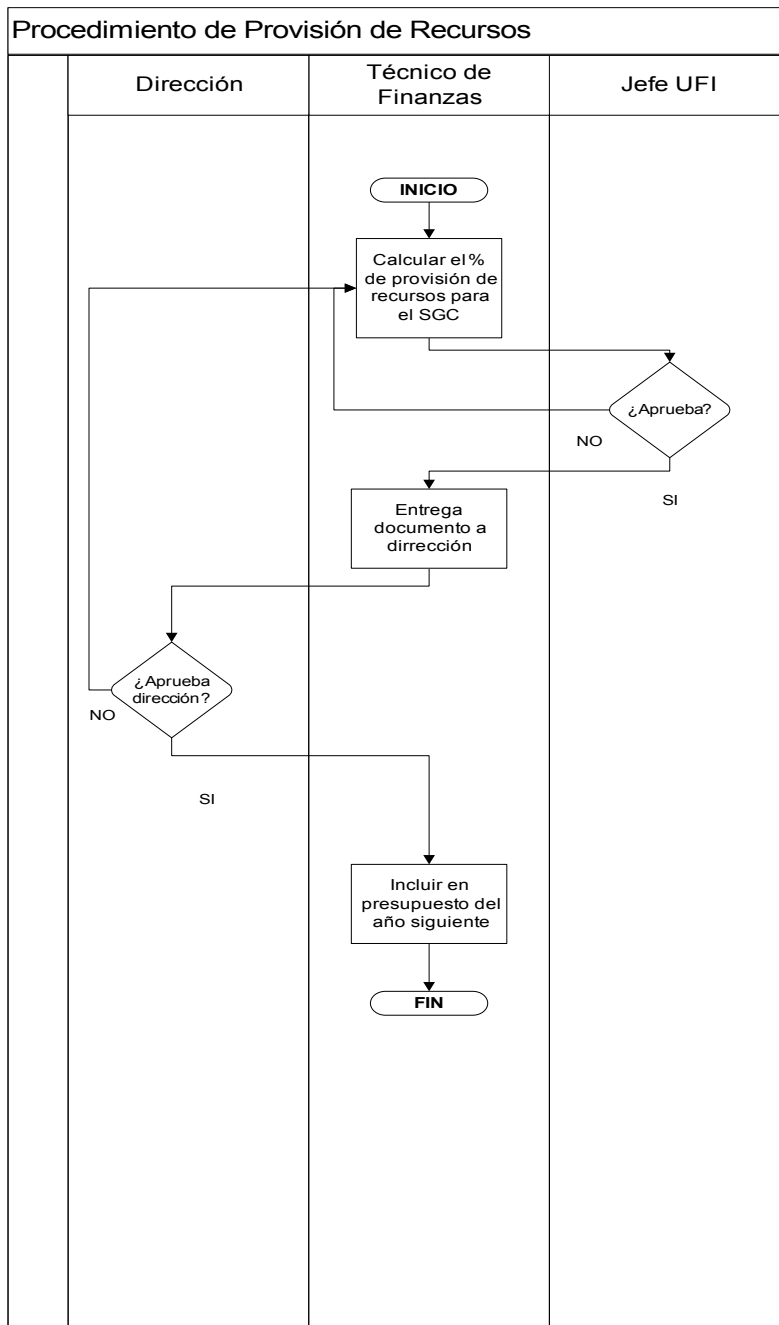 Procedimiento de Provisión de Recursos
Dirección
Técnico de
Finanzas
Jefe UFI
INICIO
Calcular el %
de provisión de
recursos para
el SGC
¿Aprueba?
NO
SI
Entrega
documento a
dirrección
¿Aprueba
dirección?
NO
SI
Incluir en
presupuesto del
año siguiente
FIN